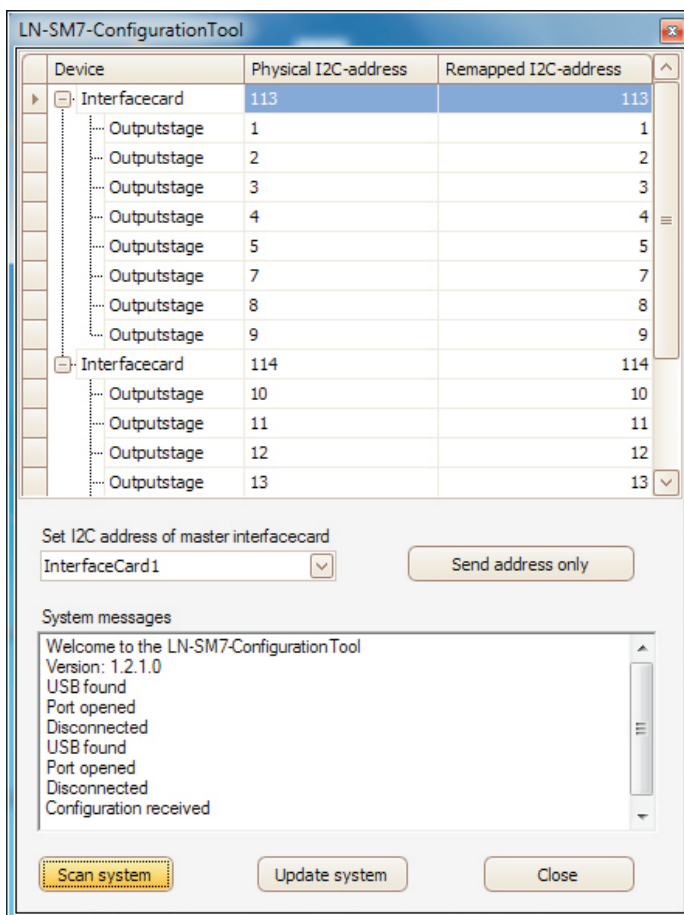 LN-SM7-ConfigurationTool
Device Physical I2C-address Remapped I2C-address
Interfacecard 113 113
Outputstage 1 1
Outputstage 2 2
Outputstage 3 3
Outputstage 4 4
Outputstage 5 5
Outputstage 7 7
Outputstage 8 8
Outputstage 9 9
Interfacecard 114 114
Outputstage 10 10
Outputstage 11 11
Outputstage 12 12
Outputstage 13 13
Set I2C address of master interfacecard
InterfaceCard1 Send address only
System messages
Welcome to the LN-SM7-ConfigurationTool
Version: 1.2.1.0
USB found
Port opened
Disconnected
USB found
Port opened
Disconnected
Configuration received
Scan system Update system Close